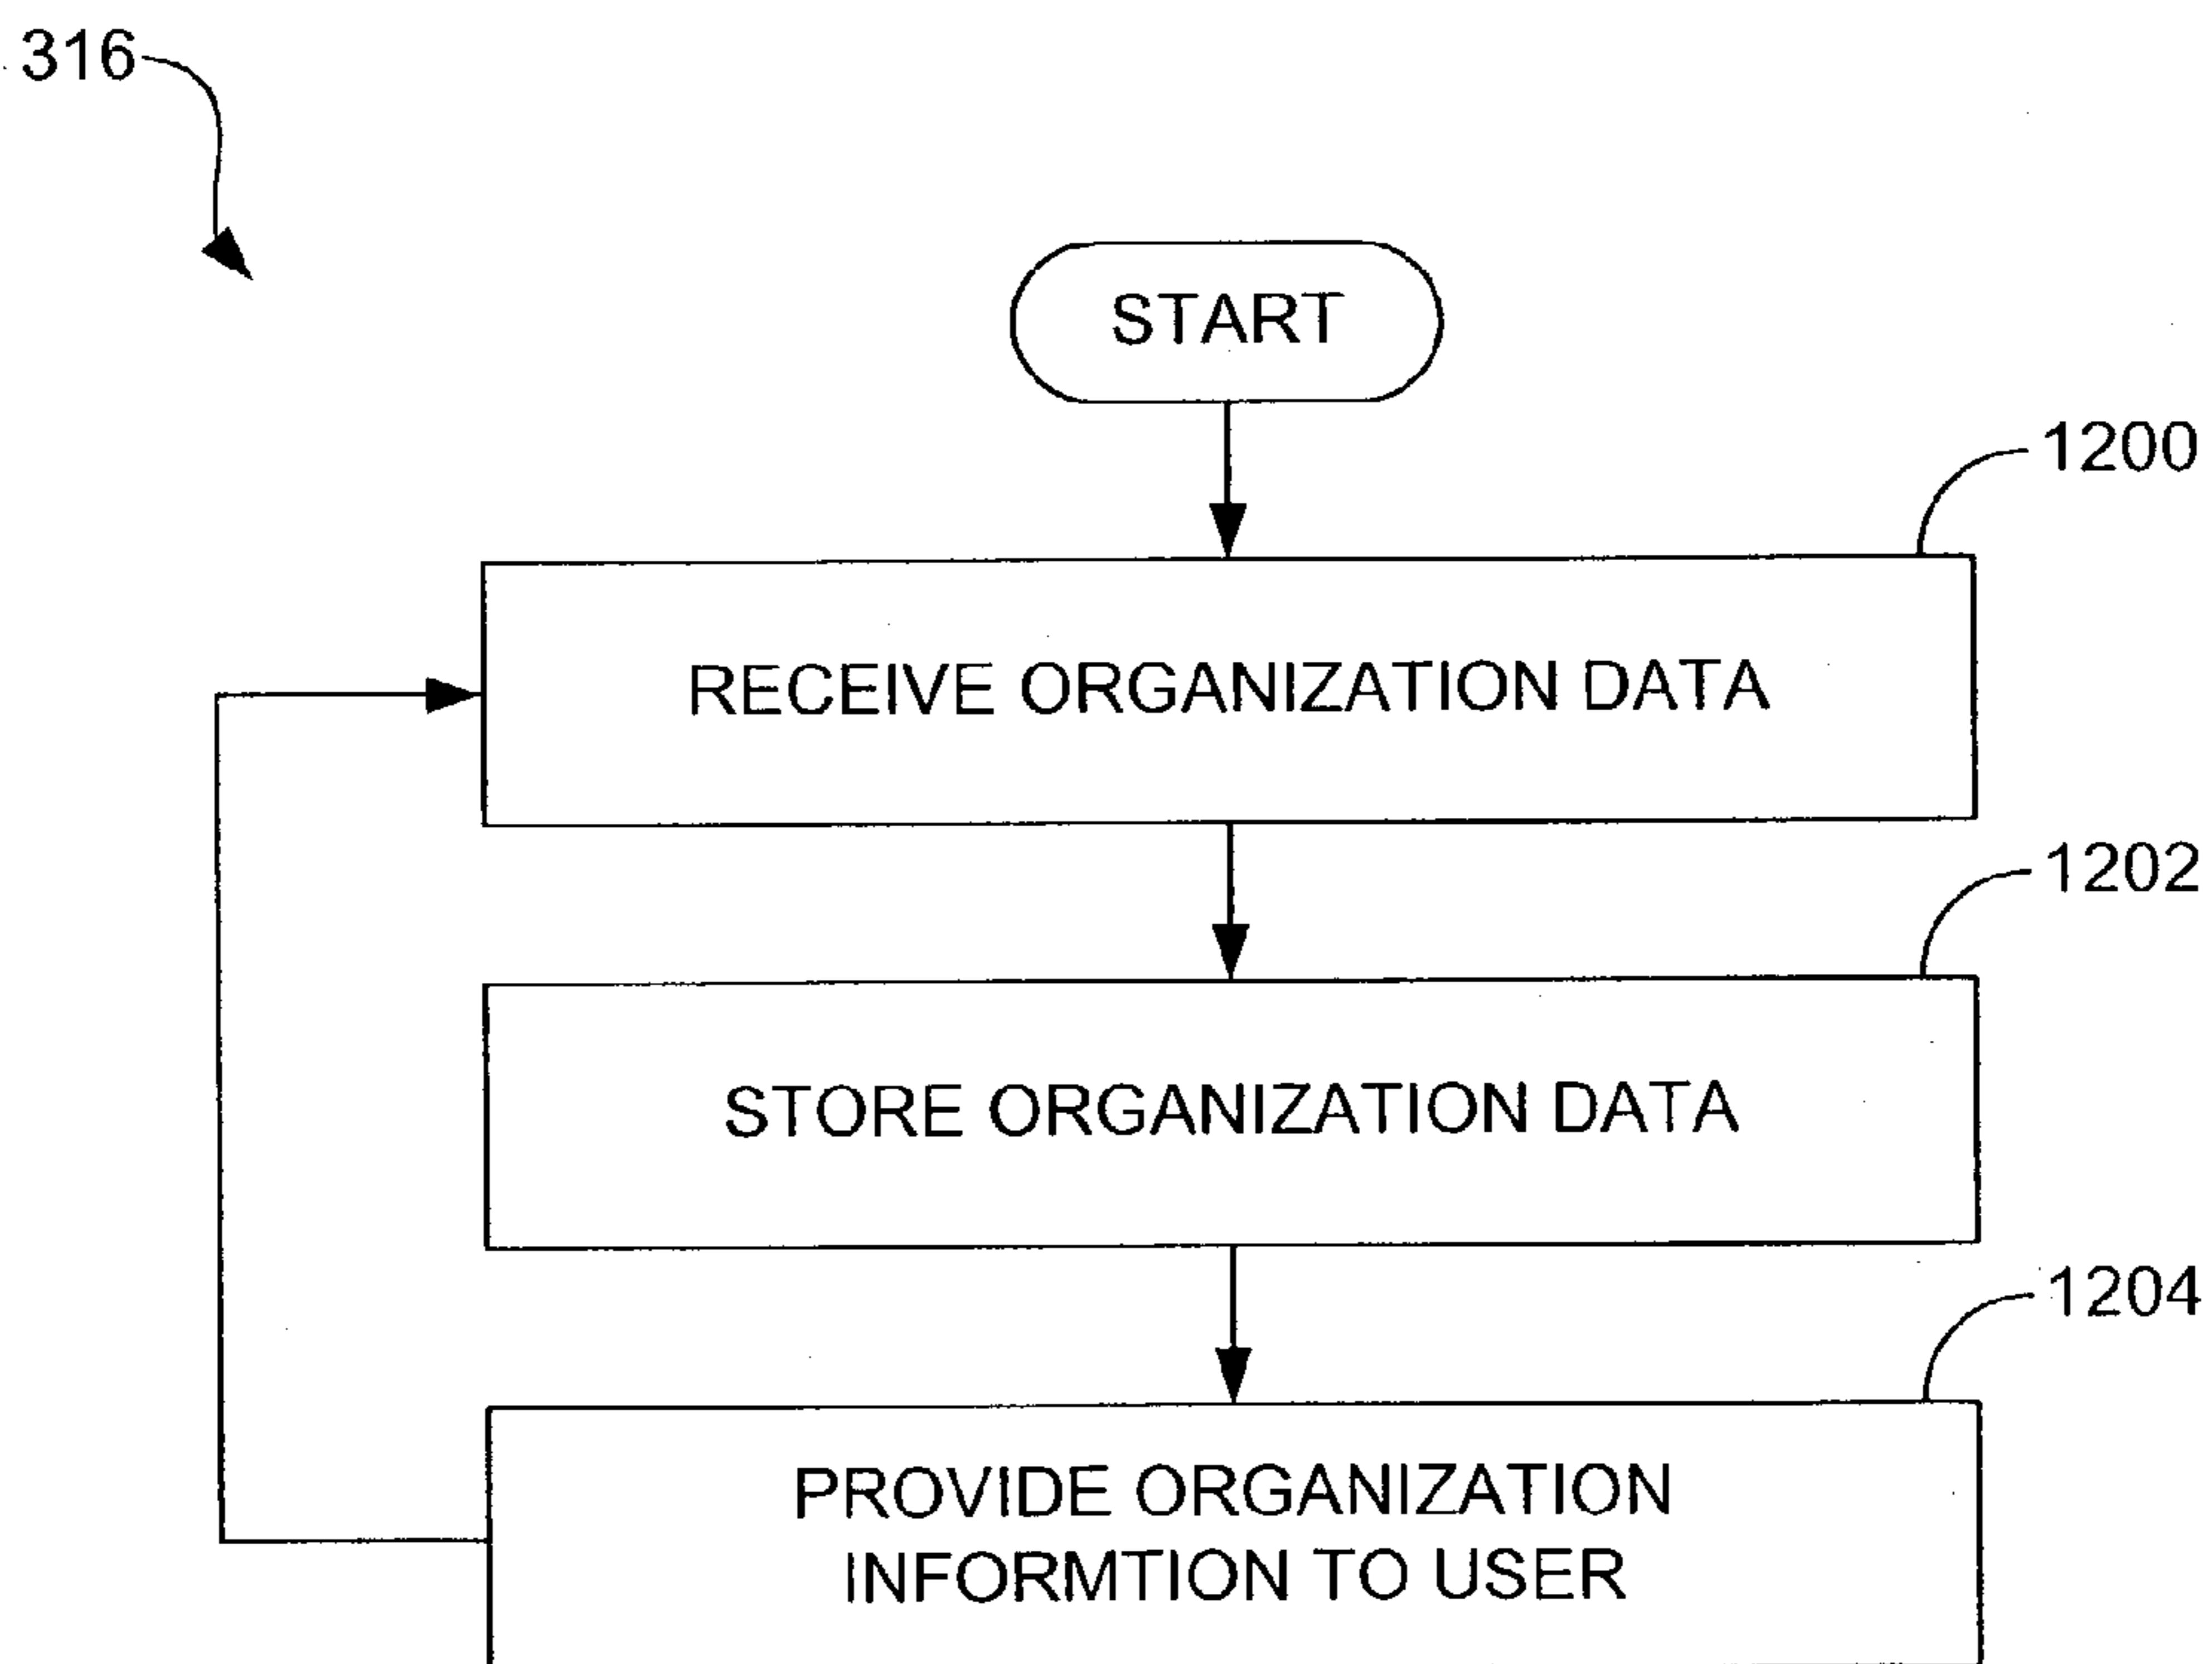 316
START
1200
RECEIVE ORGANIZATION DATA
1202
STORE ORGANIZATION DATA
1204
PROVIDE ORGANIZATION
INFORMTION TO USER